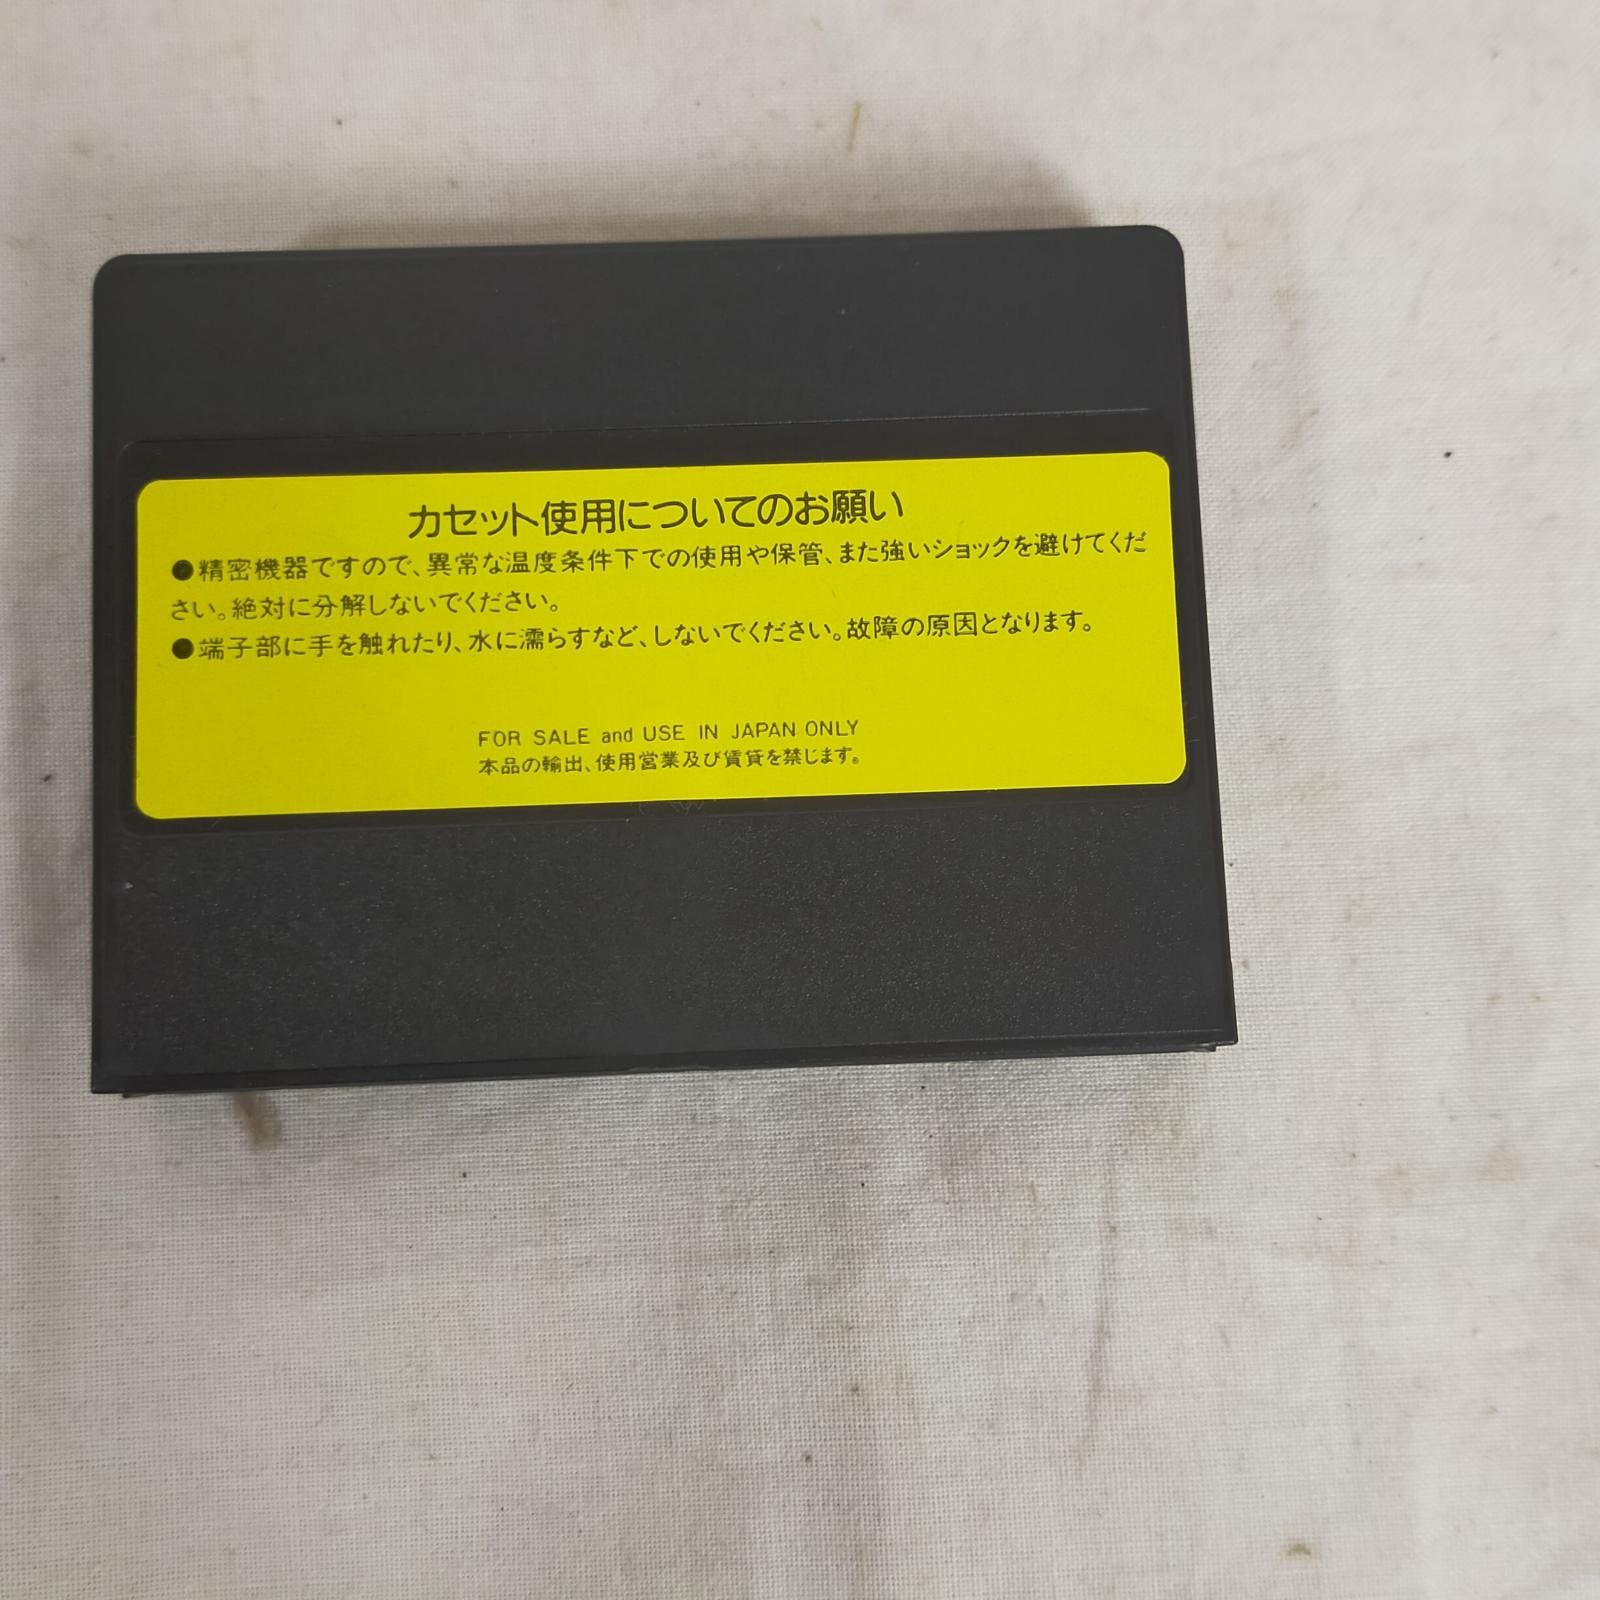 カセット使用についてのお願い
●精密機器ですので、異常な温度条件下での使用や保管、また強いショックを避けてくだ
さい。絶対に分解しないでください。
●端子部に手を触れたり、水に濡らすなど、しないでください。故障の原因となります。
FOR SALE and USE IN JAPAN ONLY
本品の輸出、使用営業及び賃貸を禁じます。